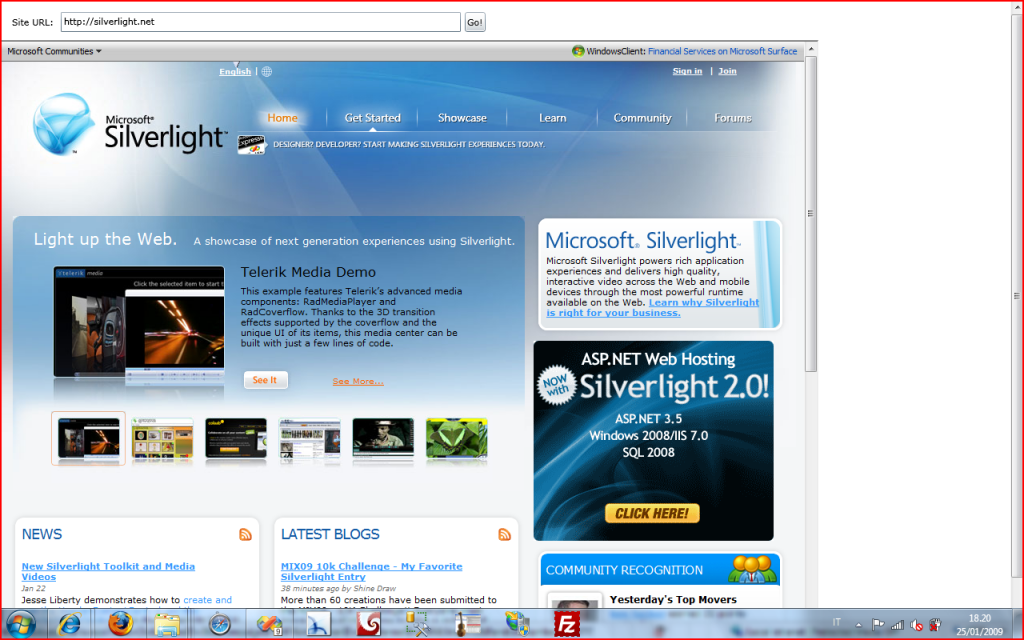 Site URL: http://silverlight.net Go!
Microsoft Communities WindowsClient: Financial Services on Microsoft Surface
English | Sign in | Join
Microsoft®
Silverlight™
Home Get Started Showcase Learn Community Forums
DESIGNER? DEVELOPER? START MAKING SILVERLIGHT EXPERIENCES TODAY.
Light up the Web. A showcase of next generation experiences using Silverlight.
telerik media
Click the selected item to start t
Telerik Media Demo
This example features Telerik's advanced media
components: RadMediaPlayer and
RadCoverflow. Thanks to the 3D transition
effects supported by the coverflow and the
unique UI of its items, this media center can be
built with just a few lines of code.
See It See More...
Microsoft® Silverlight™
Microsoft Silverlight powers rich application
experiences and delivers high quality,
interactive video across the Web and mobile
devices through the most powerful runtime
available on the Web. Learn why Silverlight
is right for your business.
ASP.NET Web Hosting
NOW with Silverlight 2.0!
ASP.NET 3.5
Windows 2008/IIS 7.0
SQL 2008
CLICK HERE!
NEWS
New Silverlight Toolkit and Media
Videos
Jan 22
Jesse Liberty demonstrates how to create and
LATEST BLOGS
MIX09 10k Challenge - My Favorite
Silverlight Entry
38 minutes ago by Shine Draw
More than 60 creations have been submitted to
COMMUNITY RECOGNITION
Yesterday's Top Movers
IT 18.20
25/01/2009